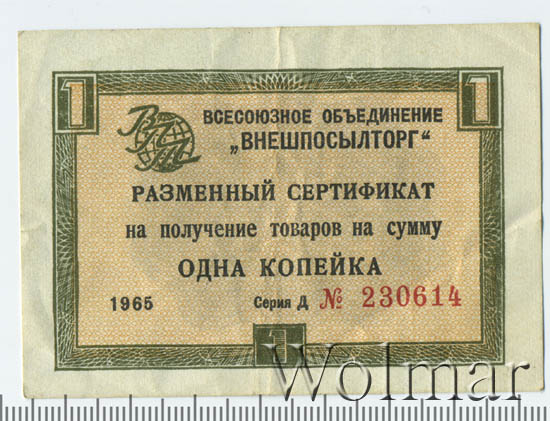 1 1
ВПТ
ВСЕСОЮЗНОЕ ОБЪЕДИНЕНИЕ
„ВНЕШПОСЫЛТОРГ“
РАЗМЕННЫЙ СЕРТИФИКАТ
на получение товаров на сумму
ОДНА КОПЕЙКА
1965 Серия Д № 230614
1
Wolmar